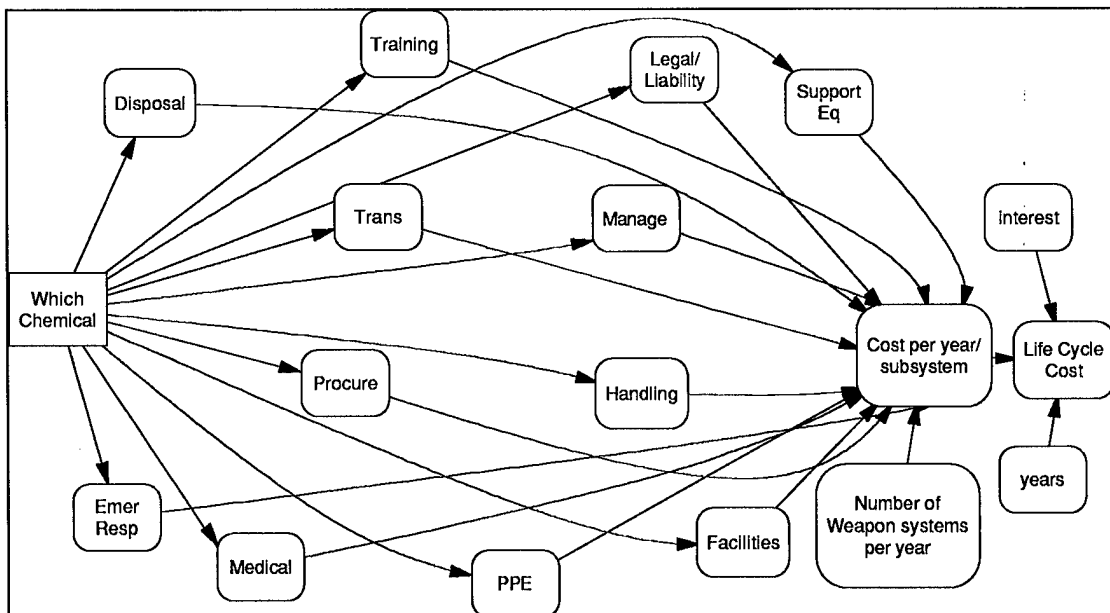 Training
Legal/
Liability
Support
Eq
Disposal
Trans
Manage
Interest
Which
Chemical
Cost per year/
subsystem
Life Cycle
Cost
Procure
Handling
Emer
Resp
Medical
PPE
Facilities
Number of
Weapon systems
per year
years